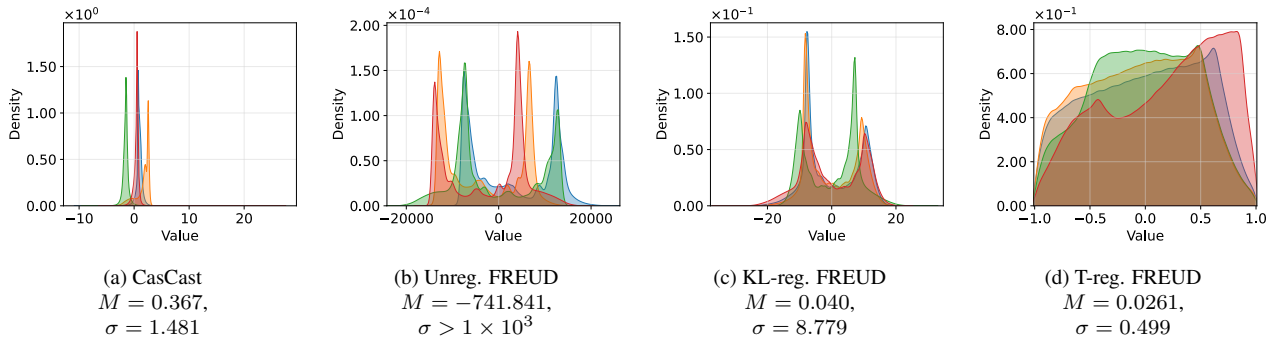 ×10⁰
1.50
1.00
0.50
0.00
Density
−10
0
10
20
Value
(a) CasCast
M = 0.367,
σ = 1.481
×10⁻⁴
2.00
1.50
1.00
0.50
0.00
Density
−20000
0
20000
Value
(b) Unreg. FREUD
M = −741.841,
σ > 1 × 10³
×10⁻¹
1.50
1.00
0.50
0.00
Density
−20
0
20
Value
(c) KL-reg. FREUD
M = 0.040,
σ = 8.779
×10⁻¹
8.00
6.00
4.00
2.00
0.00
Density
−1.0
−0.5
0.0
0.5
1.0
Value
(d) T-reg. FREUD
M = 0.0261,
σ = 0.499